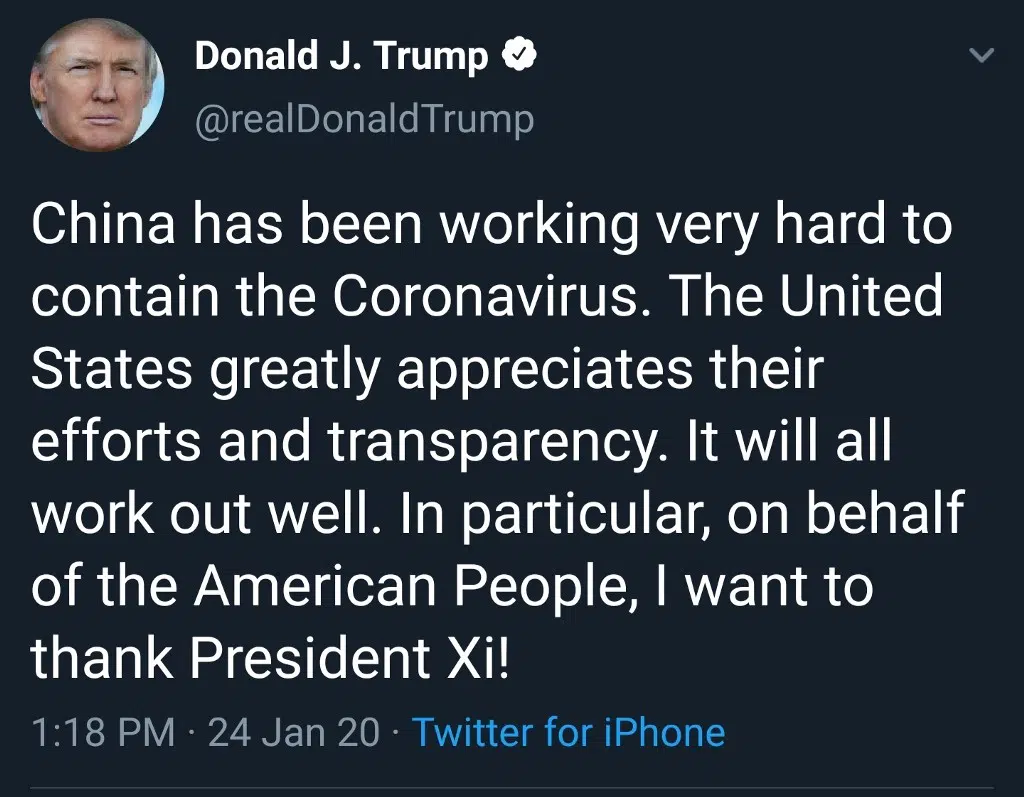 Donald J. Trump
@realDonaldTrump
China has been working very hard to
contain the Coronavirus. The United
States greatly appreciates their
efforts and transparency. It will all
work out well. In particular, on behalf
of the American People, I want to
thank President Xi!
1:18 PM · 24 Jan 20 · Twitter for iPhone